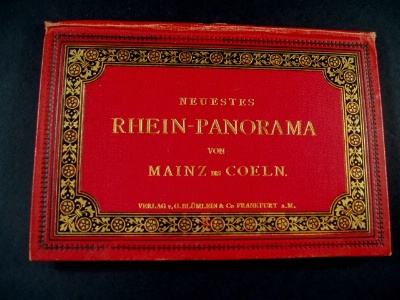 NEUESTES
RHEIN-PANORAMA
VON
MAINZ BIS COELN.
VERLAG v. G. BLÜMLEIN & Co FRANKFURT a.M.